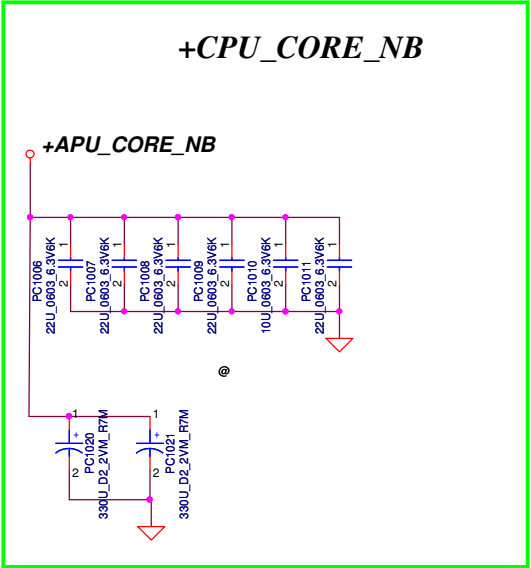 +CPU_CORE_NB
+APU_CORE_NB
1
2
PC1006
22U_0603_6.3V6K
1
2
PC1007
22U_0603_6.3V6K
1
2
PC1008
22U_0603_6.3V6K
1
2
PC1009
22U_0603_6.3V6K
1
2
PC1010
10U_0603_6.3V6K
1
2
PC1011
22U_0603_6.3V6K
1
2
@
1
+
2
PC1020
330U_D2_2VM_R7M
1
+
2
PC1021
330U_D2_2VM_R7M